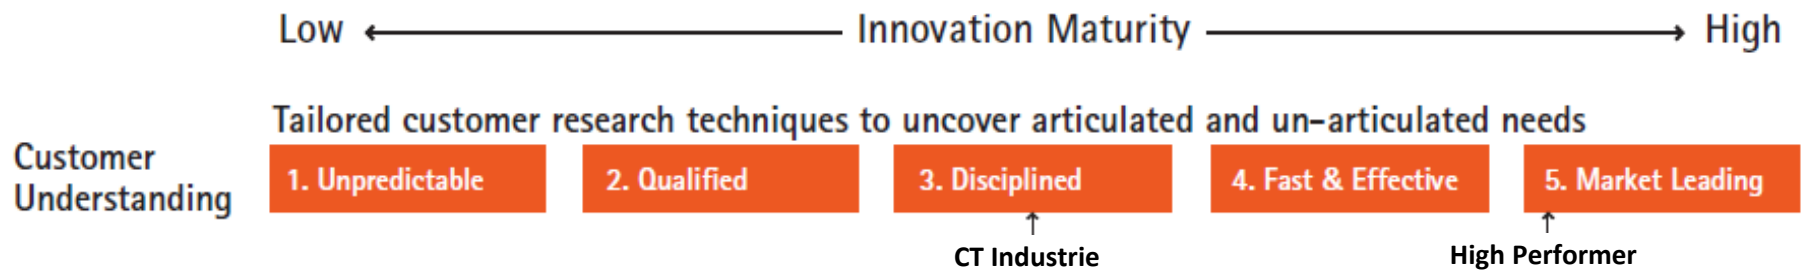 Low Innovation Maturity High
Tailored customer research techniques to uncover articulated and un-articulated needs
Customer
Understanding
1. Unpredictable 2. Qualified 3. Disciplined 4. Fast & Effective 5. Market Leading
CT Industrie High Performer